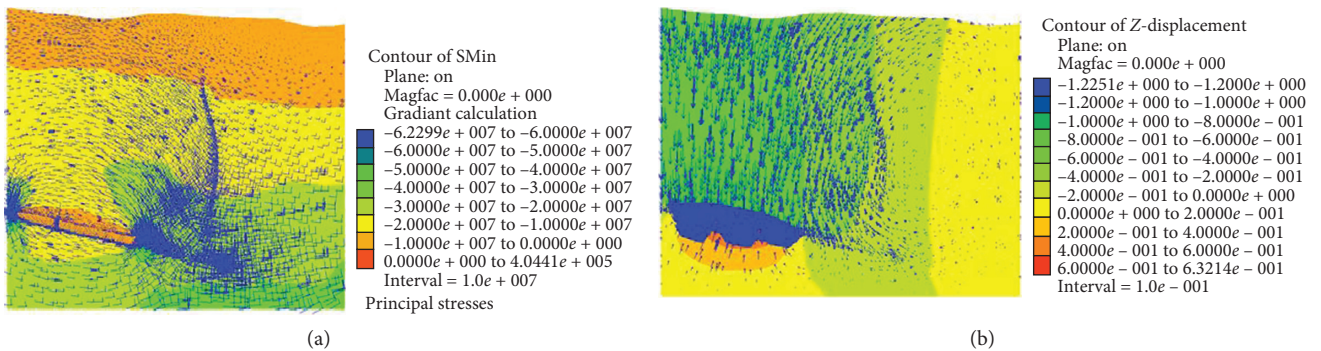 Contour of SMin
Plane: on
Magfac = 0.000e + 000
Gradiant calculation
–6.2299e + 007 to –6.0000e + 007
–6.0000e + 007 to –5.0000e + 007
–5.0000e + 007 to –4.0000e + 007
–4.0000e + 007 to –3.0000e + 007
–3.0000e + 007 to –2.0000e + 007
–2.0000e + 007 to –1.0000e + 007
–1.0000e + 007 to 0.0000e + 000
0.0000e + 000 to 4.0441e + 005
Interval = 1.0e + 007
Principal stresses
(a)
Contour of Z-displacement
Plane: on
Magfac = 0.000e + 000
–1.2251e + 000 to –1.2000e + 000
–1.2000e + 000 to –1.0000e + 000
–1.0000e + 000 to –8.0000e – 001
–8.0000e – 001 to –6.0000e – 001
–6.0000e – 001 to –4.0000e – 001
–4.0000e – 001 to –2.0000e – 001
–2.0000e – 001 to 0.0000e + 000
0.0000e + 000 to 2.0000e – 001
2.0000e – 001 to 4.0000e – 001
4.0000e – 001 to 6.0000e – 001
6.0000e – 001 to 6.3214e – 001
Interval = 1.0e – 001
(b)